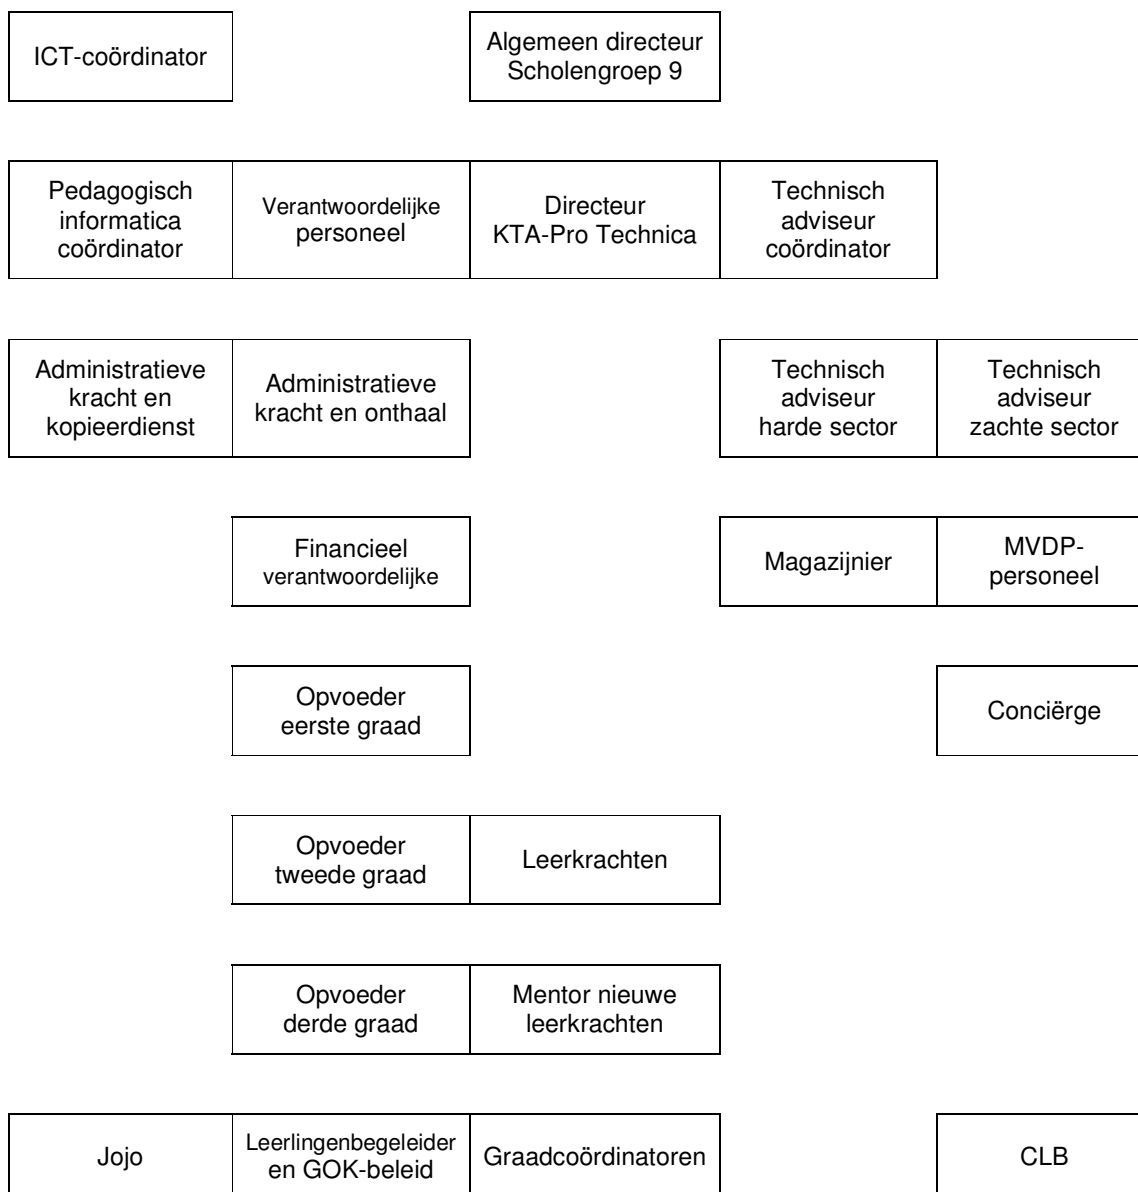 ICT-coördinator
Algemeen directeur
Scholengroep 9
Pedagogisch
informatica
coördinator
Verantwoordelijke
personeel
Directeur
KTA-Pro Technica
Technisch
adviseur
coördinator
Administratieve
kracht en
kopieerdienst
Administratieve
kracht en onthaal
Technisch
adviseur
harde sector
Technisch
adviseur
zachte sector
Financieel
verantwoordelijke
Magazijnier
MVDP-
personeel
Opvoeder
eerste graad
Conciërge
Opvoeder
tweede graad
Leerkrachten
Opvoeder
derde graad
Mentor nieuwe
leerkrachten
Jojo
Leerlingenbegeleider
en GOK-beleid
Graadcoördinatoren
CLB